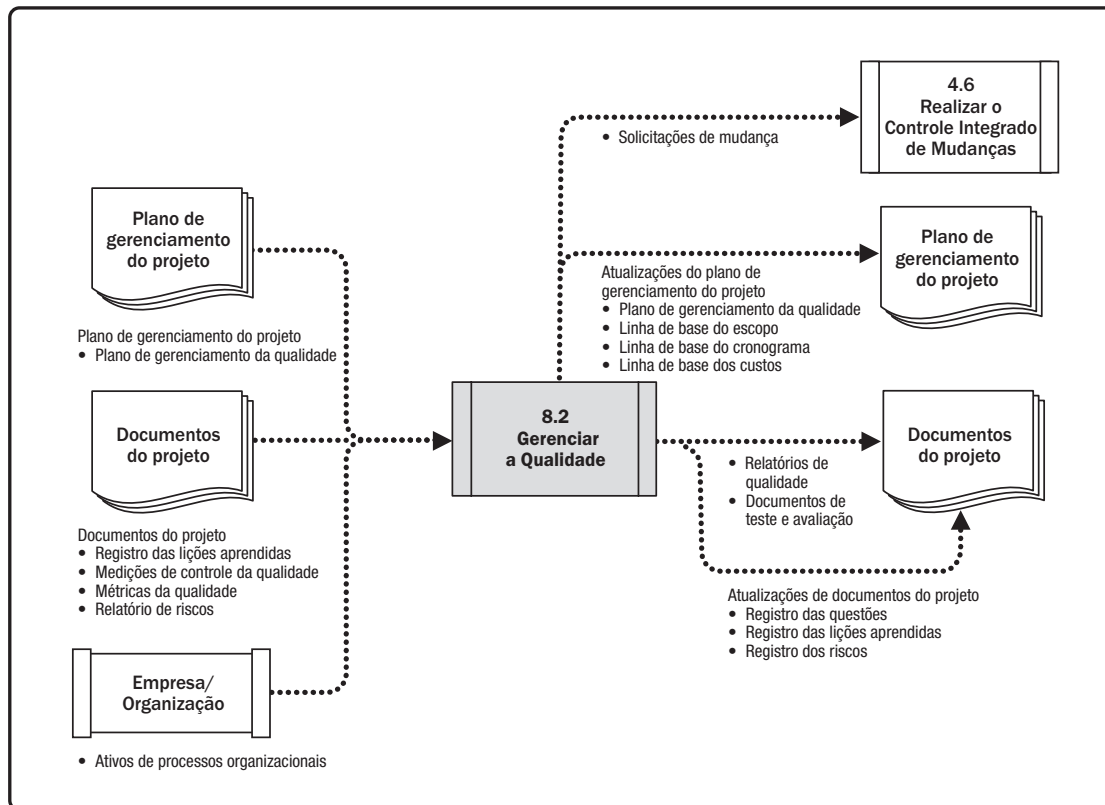 Plano de
gerenciamento
do projeto
Plano de gerenciamento do projeto
• Plano de gerenciamento da qualidade
Documentos
do projeto
Documentos do projeto
• Registro das lições aprendidas
• Medições de controle da qualidade
• Métricas da qualidade
• Relatório de riscos
Empresa/
Organização
• Ativos de processos organizacionais
8.2
Gerenciar
a Qualidade
• Solicitações de mudança
4.6
Realizar o
Controle Integrado
de Mudanças
Atualizações do plano de
gerenciamento do projeto
• Plano de gerenciamento da qualidade
• Linha de base do escopo
• Linha de base do cronograma
• Linha de base dos custos
Plano de
gerenciamento
do projeto
• Relatórios de
qualidade
• Documentos de
teste e avaliação
Documentos
do projeto
Atualizações de documentos do projeto
• Registro das questões
• Registro das lições aprendidas
• Registro dos riscos